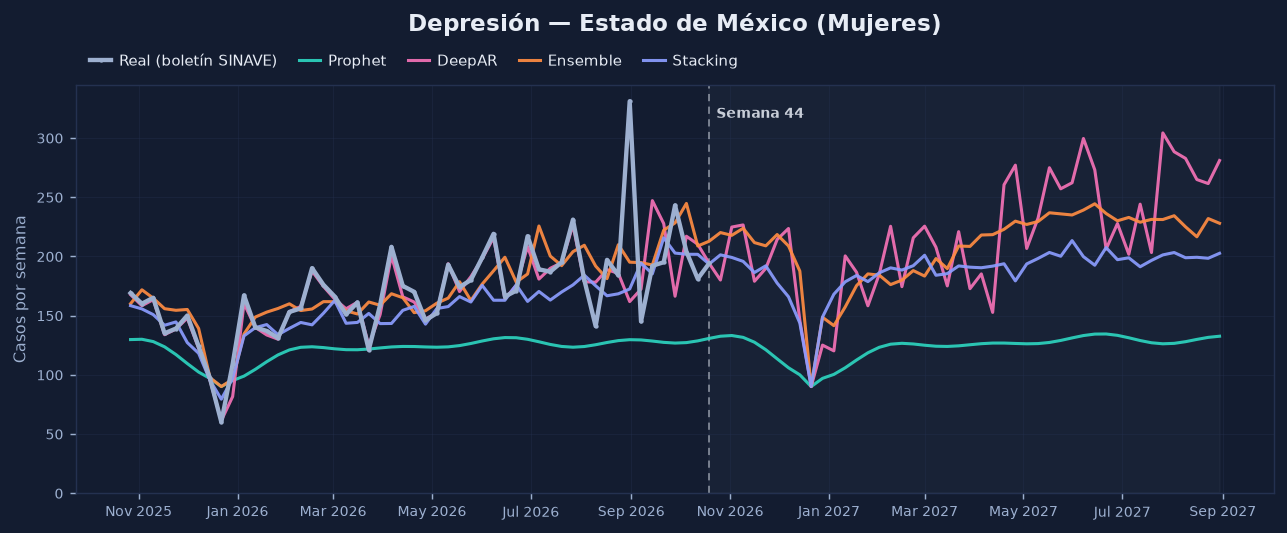 Depresión — Estado de México (Mujeres)
Real (boletín SINAVE) Prophet DeepAR Ensemble Stacking
Semana 44
Casos por semana
300
250
200
150
100
50
0
Nov 2025 Jan 2026 Mar 2026 May 2026 Jul 2026 Sep 2026 Nov 2026 Jan 2027 Mar 2027 May 2027 Jul 2027 Sep 2027